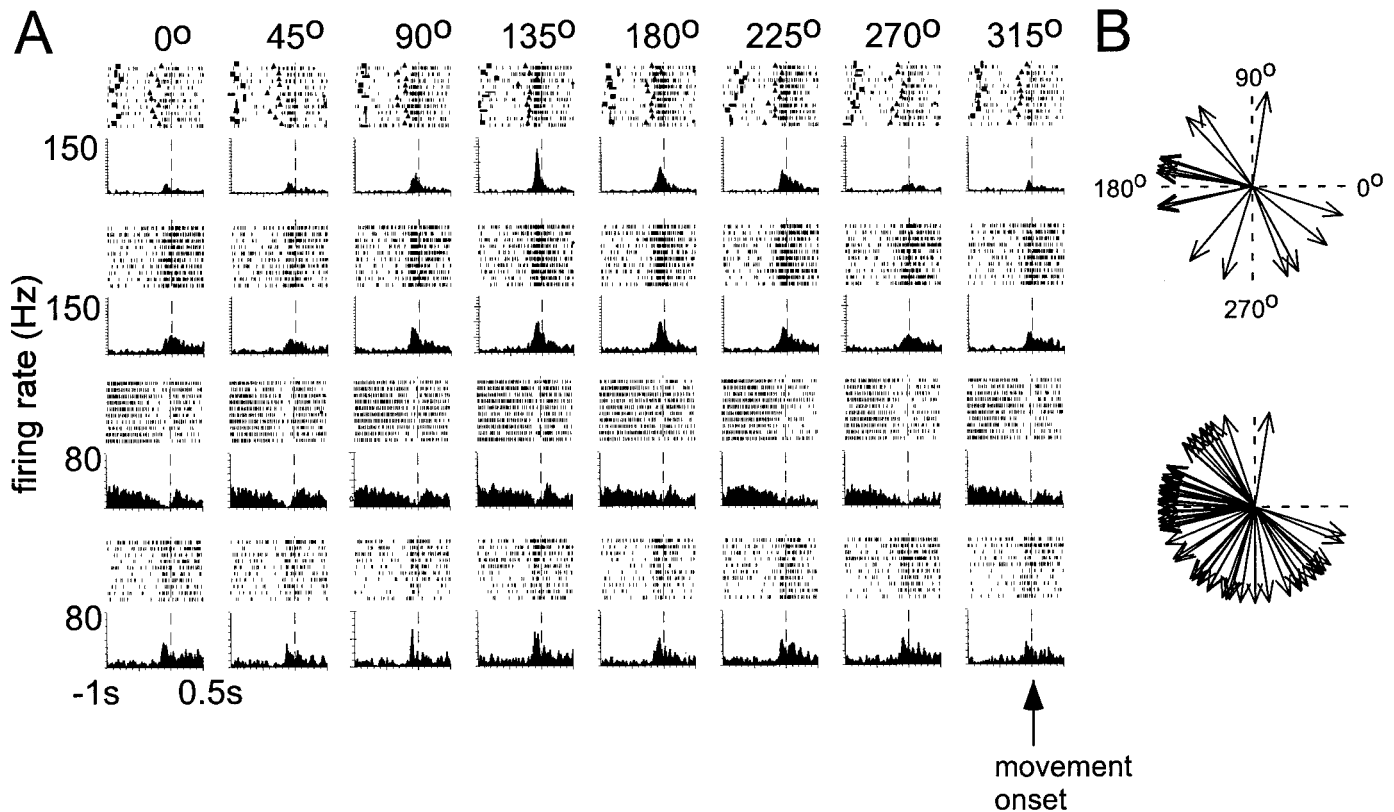 A
B
0º 45º 90º 135º 180º 225º 270º 315º
150
150
80
80
firing rate (Hz)
-1s 0.5s
movement
onset
90º
180º
0º
270º